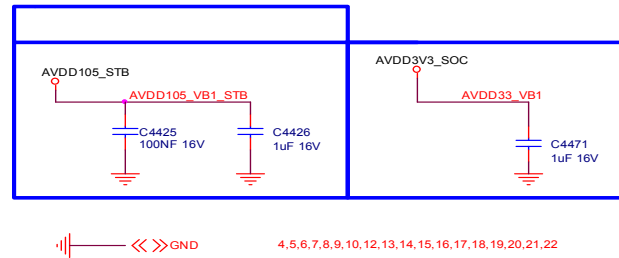 AVDD105_STB
AVDD105_VB1_STB
C4425
100NF 16V
C4426
1uF 16V
AVDD3V3_SOC
AVDD33_VB1
C4471
1uF 16V
GND
4,5,6,7,8,9,10,12,13,14,15,16,17,18,19,20,21,22